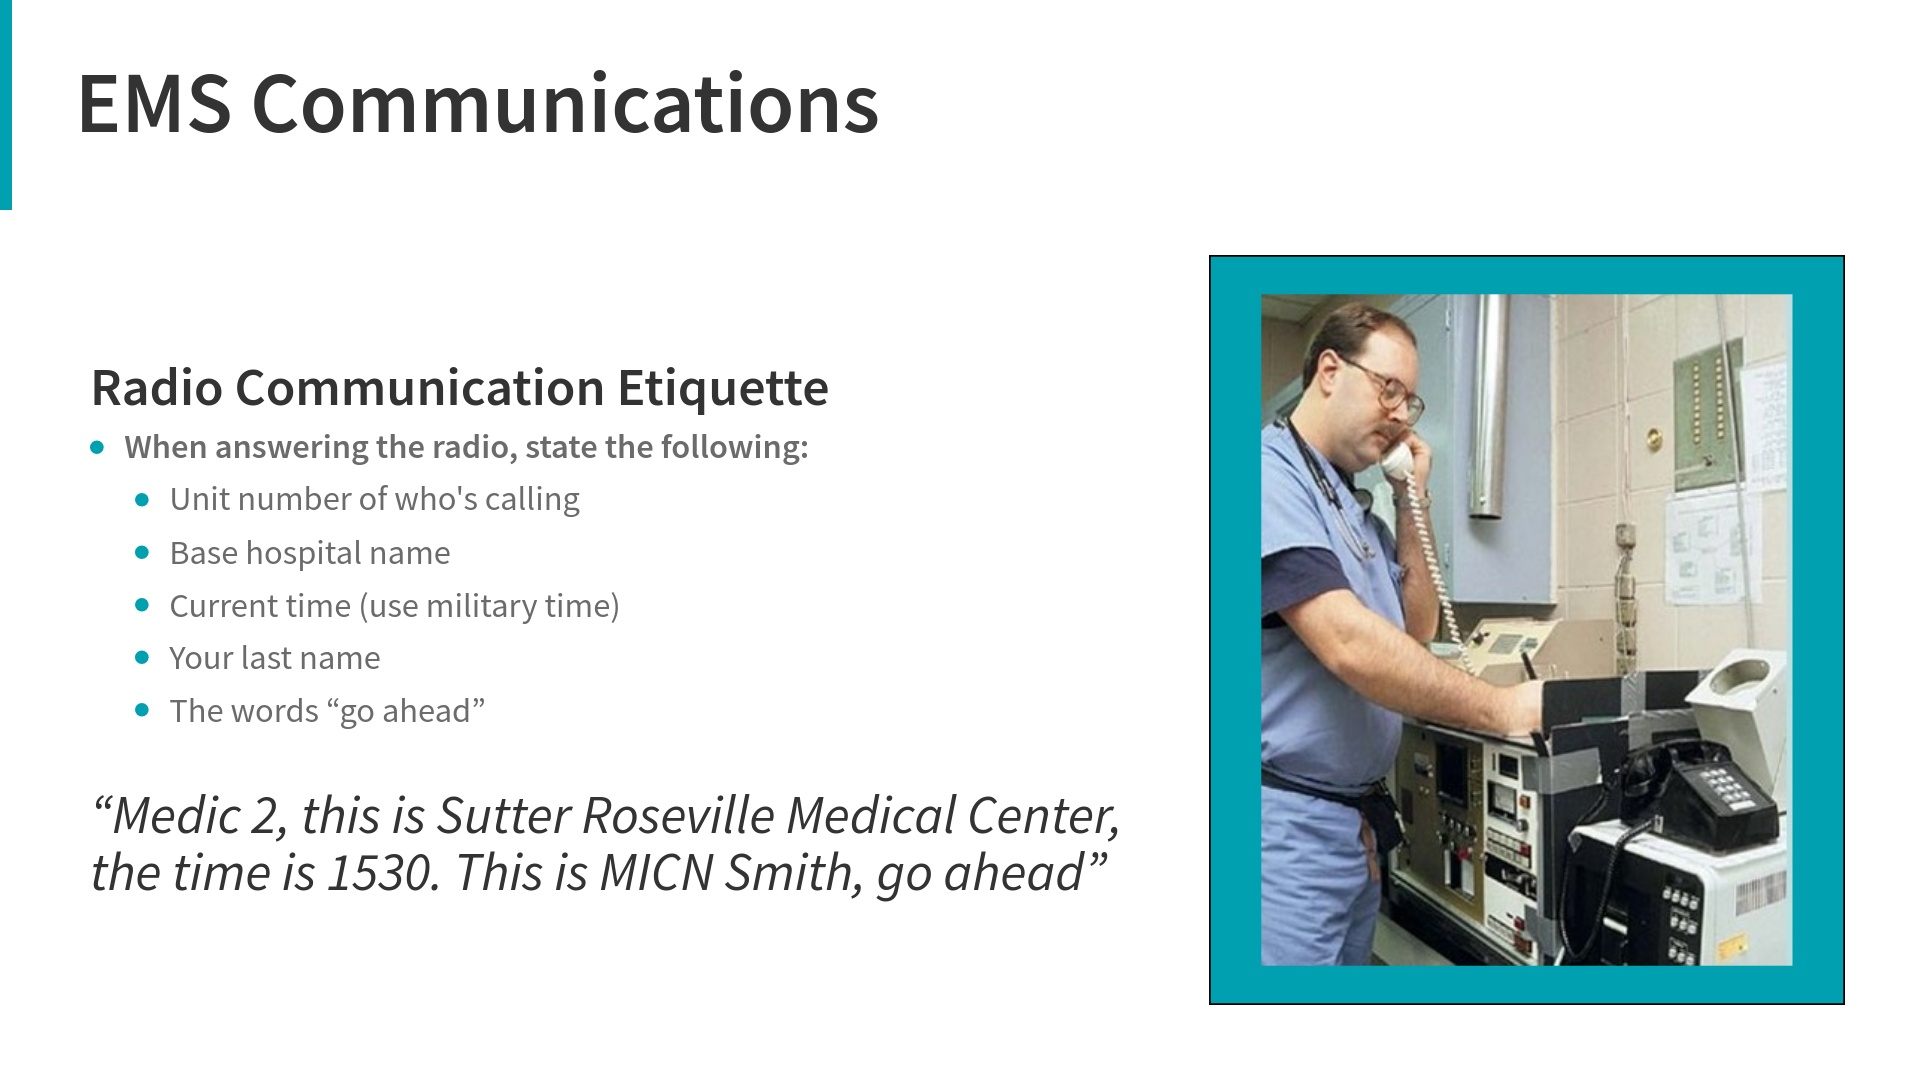 EMS Communications
Radio Communication Etiquette
When answering the radio, state the following:
Unit number of who's calling
Base hospital name
Current time (use military time)
Your last name
The words “go ahead”
“Medic 2, this is Sutter Roseville Medical Center,
the time is 1530. This is MICN Smith, go ahead”